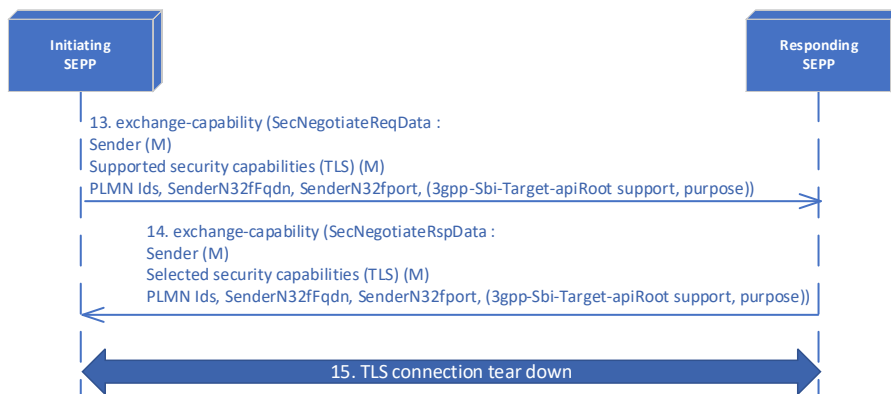 Initiating
SEPP
Responding
SEPP
13. exchange-capability (SecNegotiateReqData :
Sender (M)
Supported security capabilities (TLS) (M)
PLMN Ids, SenderN32fFqdn, SenderN32fport, (3gpp-Sbi-Target-apiRoot support, purpose))
14. exchange-capability (SecNegotiateRspData :
Sender (M)
Selected security capabilities (TLS) (M)
PLMN Ids, SenderN32fFqdn, SenderN32fport, (3gpp-Sbi-Target-apiRoot support, purpose))
15. TLS connection tear down